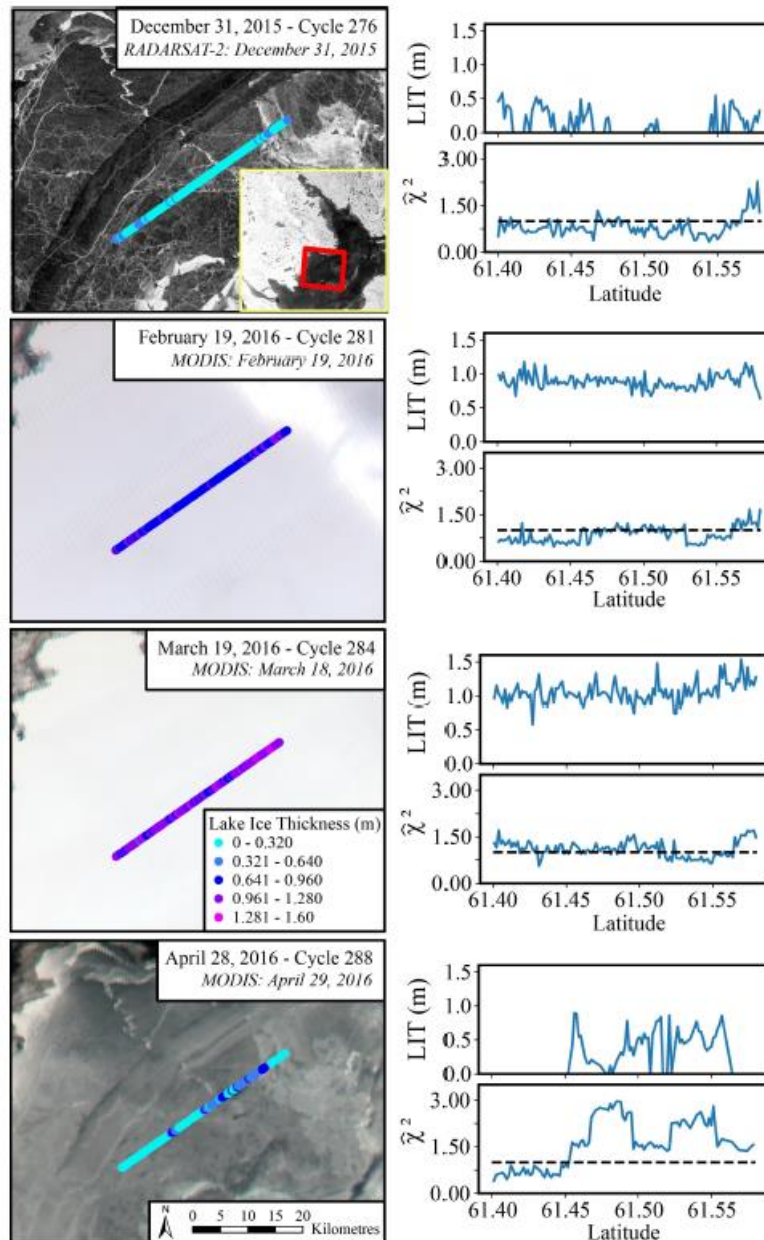 December 31, 2015 - Cycle 276
RADARSAT-2: December 31, 2015
LIT (m)
1.5
1.0
0.5
0.0
χ̂ ²
3.00
1.50
0.00
61.40 61.45 61.50 61.55
Latitude
February 19, 2016 - Cycle 281
MODIS: February 19, 2016
LIT (m)
1.5
1.0
0.5
0.0
χ̂ ²
3.00
1.50
0.00
61.40 61.45 61.50 61.55
Latitude
March 19, 2016 - Cycle 284
MODIS: March 18, 2016
Lake Ice Thickness (m)
0 - 0.320
0.321 - 0.640
0.641 - 0.960
0.961 - 1.280
1.281 - 1.60
LIT (m)
1.5
1.0
0.5
0.0
χ̂ ²
3.00
1.50
0.00
61.40 61.45 61.50 61.55
Latitude
April 28, 2016 - Cycle 288
MODIS: April 29, 2016
N
0 5 10 15 20
Kilometres
LIT (m)
1.5
1.0
0.5
0.0
χ̂ ²
3.00
1.50
0.00
61.40 61.45 61.50 61.55
Latitude